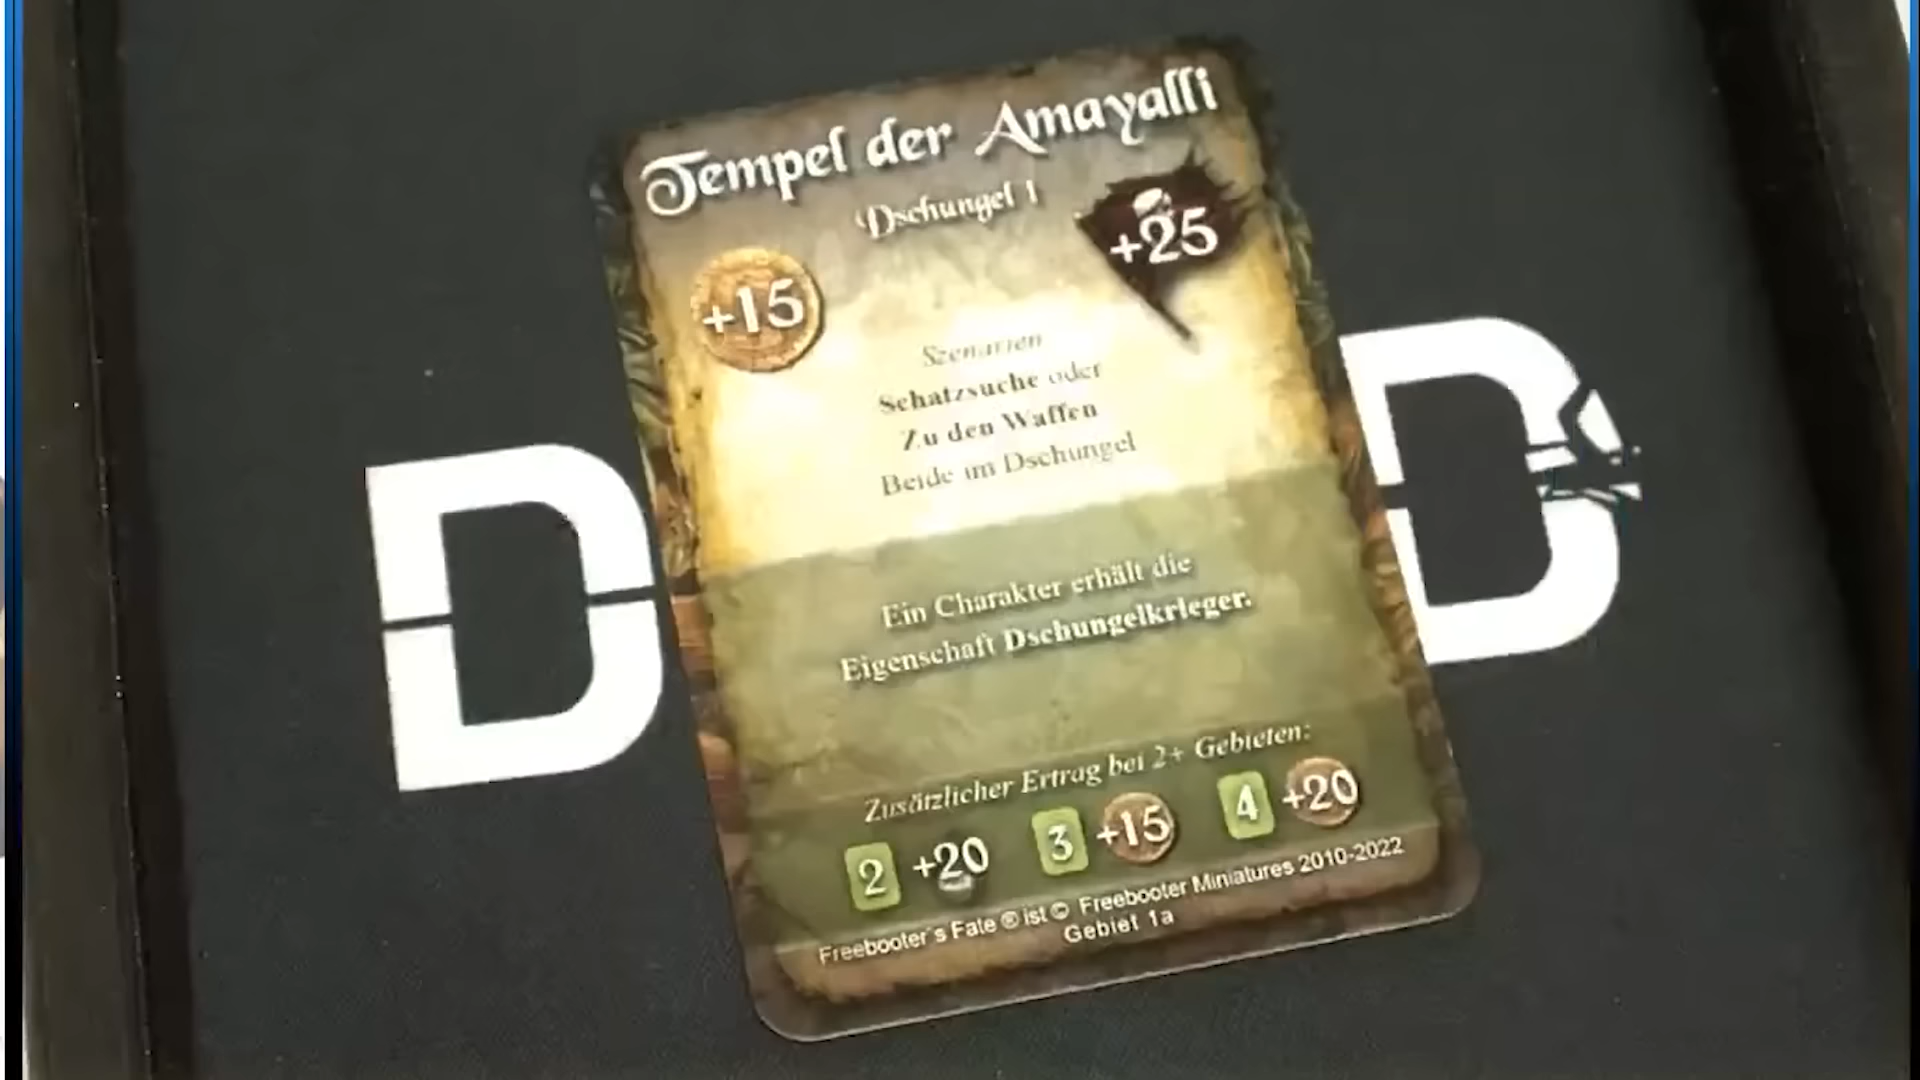 Tempel der Amayalli
Dschungel 1
+15
+25
Szenarien
Schatzsuche oder
Zu den Waffen
Beide im Dschungel
Ein Charakter erhält die
Eigenschaft Dschungelkrieger.
Zusätzlicher Ertrag bei 2+ Gebieten:
2 +20 3 +15 4 +20
Freebooter´s Fate ® ist © Freebooter Miniatures 2010-2022
Gebiet 1a
D D